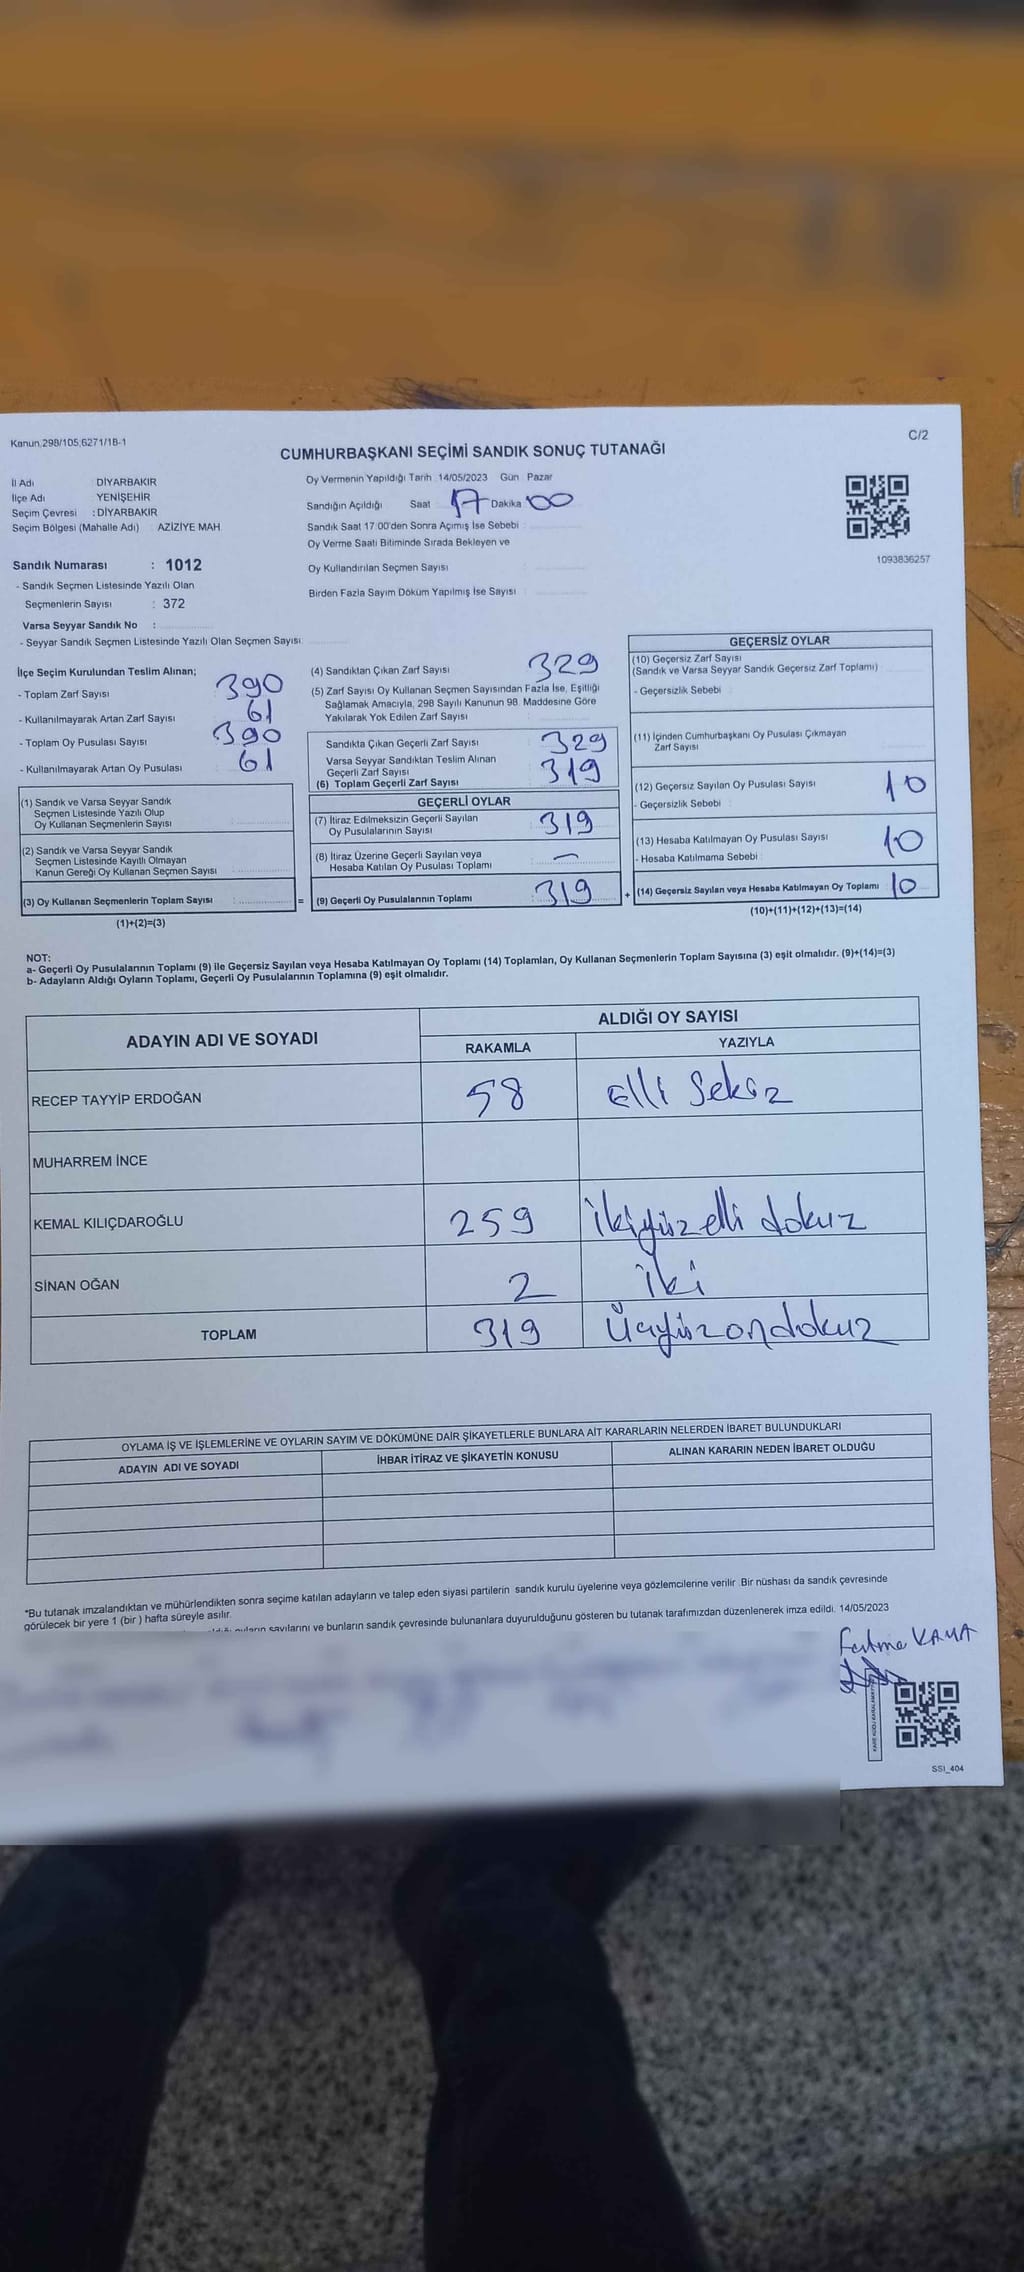 Kanun,298/105,6271/1B-1
C/2
CUMHURBAŞKANI SEÇİMİ SANDIK SONUÇ TUTANAĞI
İl Adı : DİYARBAKIR
İlçe Adı : YENİŞEHİR
Seçim Çevresi : DİYARBAKIR
Seçim Bölgesi (Mahalle Adı) : AZİZİYE MAH.
Oy Vermenin Yapıldığı Tarih : 14/05/2023 Gün Pazar
Sandığın Açıldığı Saat 17 Dakika 00
Sandık Saat 17:00'den Sonra Açımış İse Sebebi :
Oy Verme Saati Bitiminde Sırada Bekleyen ve
Oy Kullandırılan Seçmen Sayısı :
Birden Fazla Sayım Döküm Yapılmış İse Sayısı :
1093836257
Sandık Numarası : 1012
- Sandık Seçmen Listesinde Yazılı Olan
Seçmenlerin Sayısı : 372
Varsa Seyyar Sandık No :
- Seyyar Sandık Seçmen Listesinde Yazılı Olan Seçmen Sayısı:
İlçe Seçim Kurulundan Teslim Alınan;
- Toplam Zarf Sayısı 390
- Kullanılmayarak Artan Zarf Sayısı 61
- Toplam Oy Pusulası Sayısı 390
- Kullanılmayarak Artan Oy Pusulası 61
(1) Sandık ve Varsa Seyyar Sandık
Seçmen Listesinde Yazılı Olup
Oy Kullanan Seçmenlerin Sayısı :
(2) Sandık ve Varsa Seyyar Sandık
Seçmen Listesinde Kayıtlı Olmayan
Kanun Gereği Oy Kullanan Seçmen Sayısı :
(3) Oy Kullanan Seçmenlerin Toplam Sayısı :
(1)+(2)=(3)
=
(4) Sandıktan Çıkan Zarf Sayısı 329
(5) Zarf Sayısı Oy Kullanan Seçmen Sayısından Fazla İse, Eşitliği
Sağlamak Amacıyla, 298 Sayılı Kanunun 98. Maddesine Göre
Yakılarak Yok Edilen Zarf Sayısı
Sandıkta Çıkan Geçerli Zarf Sayısı 329
Varsa Seyyar Sandıktan Teslim Alınan
Geçerli Zarf Sayısı
(6) Toplam Geçerli Zarf Sayısı 319
GEÇERLİ OYLAR
(7) İtiraz Edilmeksizin Geçerli Sayılan
Oy Pusulalarının Sayısı : 319
(8) İtiraz Üzerine Geçerli Sayılan veya
Hesaba Katılan Oy Pusulası Toplamı : -
(9) Geçerli Oy Pusulalarının Toplamı : 319
+
GEÇERSİZ OYLAR
(10) Geçersiz Zarf Sayısı
(Sandık ve Varsa Seyyar Sandık Geçersiz Zarf Toplamı)
- Geçersizlik Sebebi :
(11) İçinden Cumhurbaşkanı Oy Pusulası Çıkmayan
Zarf Sayısı
(12) Geçersiz Sayılan Oy Pusulası Sayısı 10
- Geçersizlik Sebebi :
(13) Hesaba Katılmayan Oy Pusulası Sayısı 10
- Hesaba Katılmama Sebebi :
(14) Geçersiz Sayılan veya Hesaba Katılmayan Oy Toplamı 10
(10)+(11)+(12)+(13)=(14)
NOT:
a- Geçerli Oy Pusulalarının Toplamı (9) ile Geçersiz Sayılan veya Hesaba Katılmayan Oy Toplamı (14) Toplamları, Oy Kullanan Seçmenlerin Toplam Sayısına (3) eşit olmalıdır. (9)+(14)=(3)
b- Adayların Aldığı Oyların Toplamı, Geçerli Oy Pusulalarının Toplamına (9) eşit olmalıdır.
ADAYIN ADI VE SOYADI
ALDIĞI OY SAYISI
RAKAMLA YAZIYLA
RECEP TAYYİP ERDOĞAN 58 Elli Sekiz
MUHARREM İNCE
KEMAL KILIÇDAROĞLU 259 İkiyüz elli dokuz
SİNAN OĞAN 2 iki
TOPLAM 319 Üçyüzondokuz
OYLAMA İŞ VE İŞLEMLERİNE VE OYLARIN SAYIM VE DÖKÜMÜNE DAİR ŞİKAYETLERLE BUNLARA AİT KARARLARIN NELERDEN İBARET BULUNDUKLARI
ADAYIN ADI VE SOYADI İHBAR İTİRAZ VE ŞİKAYETİN KONUSU ALINAN KARARIN NEDEN İBARET OLDUĞU
*Bu tutanak imzalandıktan ve mühürlendikten sonra seçime katılan adayların ve talep eden siyasi partilerin sandık kurulu üyelerine veya gözlemcilerine verilir. Bir nüshası da sandık çevresinde
görülecek bir yere 1 (bir ) hafta süreyle asılır.
sayılarını ve bunların sandık çevresinde bulunanlara duyurulduğunu gösteren bu tutanak tarafımızdan düzenlenerek imza edildi. 14/05/2023
Fatma KAYA
SSI_404